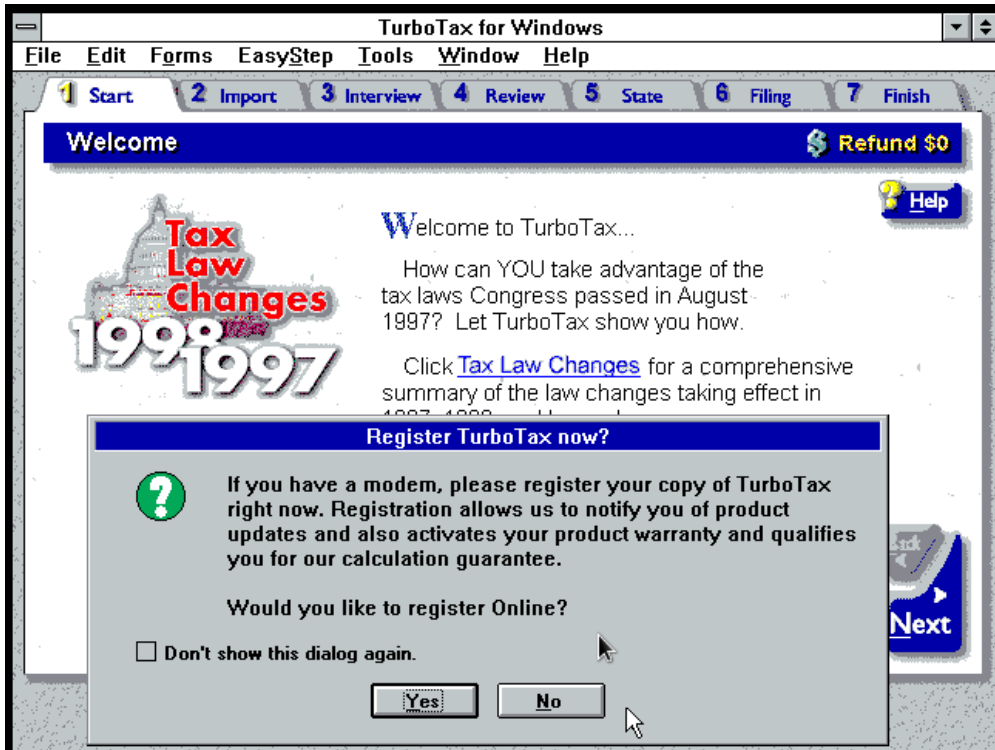 TurboTax for Windows
File Edit Forms EasyStep Tools Window Help
1 Start 2 Import 3 Interview 4 Review 5 State 6 Filing 7 Finish
Welcome
$ Refund $0
? Help
Tax
Law
Changes
1998
1997
Welcome to TurboTax...
How can YOU take advantage of the
tax laws Congress passed in August
1997? Let TurboTax show you how.
Click Tax Law Changes for a comprehensive
summary of the law changes taking effect in
Register TurboTax now?
?
If you have a modem, please register your copy of TurboTax
right now. Registration allows us to notify you of product
updates and also activates your product warranty and qualifies
you for our calculation guarantee.
Would you like to register Online?
Don't show this dialog again.
Yes No
Next